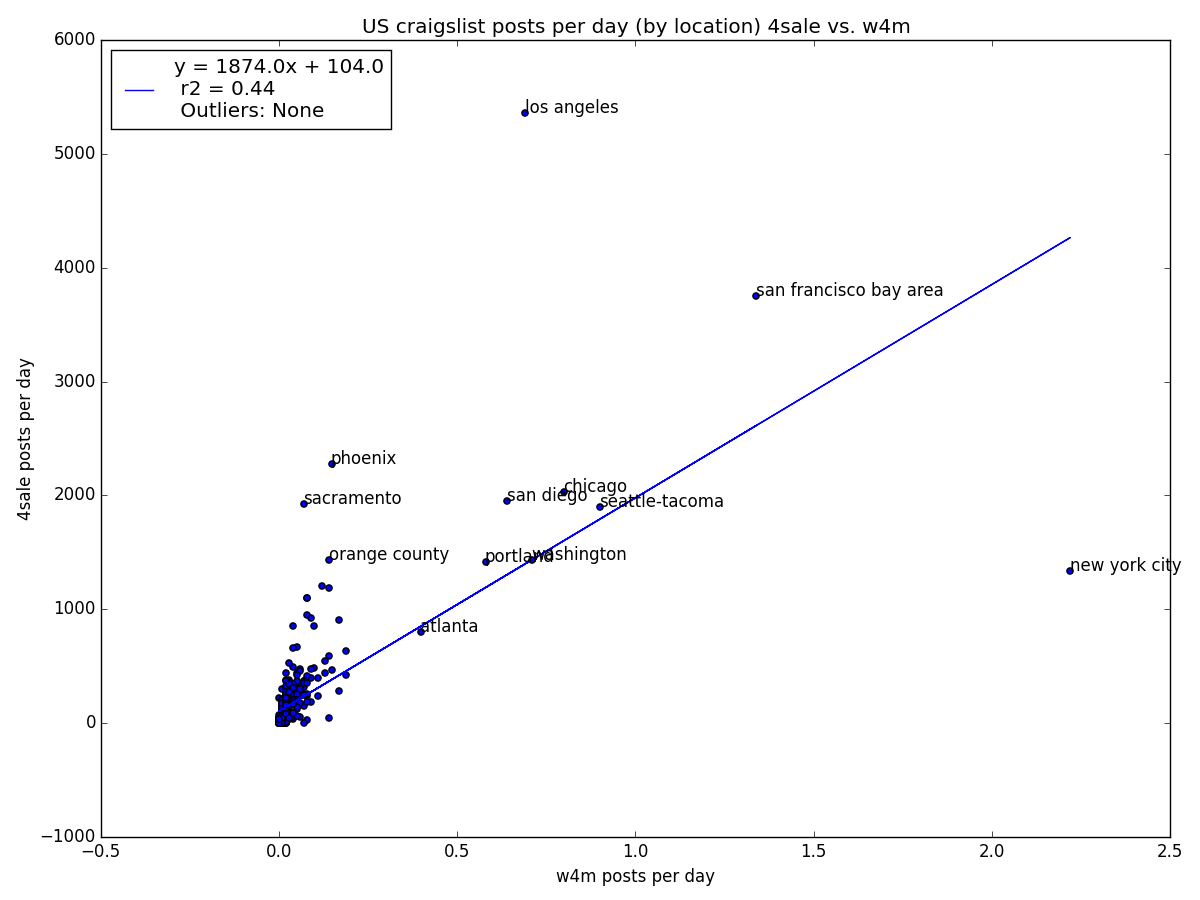 US craigslist posts per day (by location) 4sale vs. w4m
6000
5000
4000
3000
2000
1000
0
−1000
4sale posts per day
y = 1874.0x + 104.0
r2 = 0.44
Outliers: None
los angeles
san francisco bay area
phoenix
sacramento
chicago
san diego
seattle-tacoma
orange county
portland
washington
new york city
atlanta
−0.5
0.0
0.5
1.0
1.5
2.0
2.5
w4m posts per day